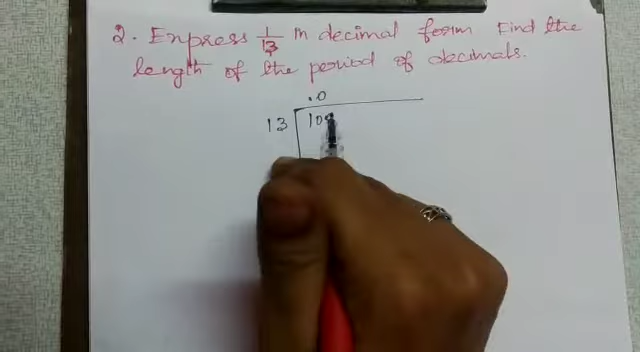 2. Express 1/13 in decimal form Find the
length of the period of decimals.
.0
13 100